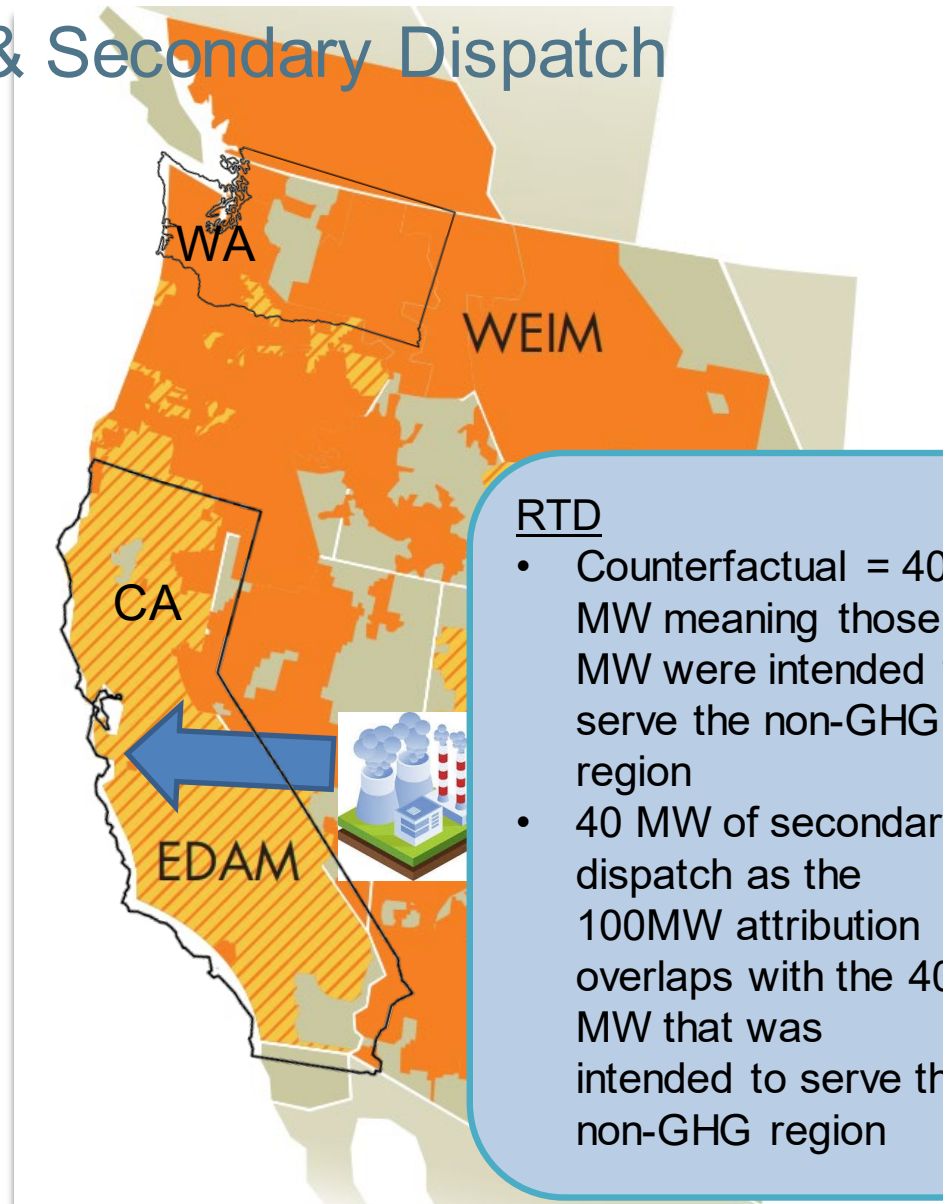 & Secondary Dispatch
WA
WEIM
RTD
• Counterfactual = 40
MW meaning those
MW were intended
serve the non-GHG
region
• 40 MW of secondar
dispatch as the
100MW attribution
overlaps with the 40
MW that was
intended to serve th
non-GHG region
CA
EDAM